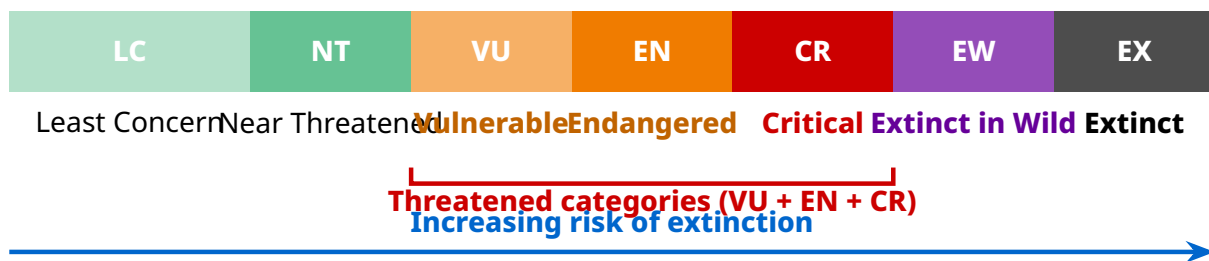 LC NT VU EN CR EW EX
Least Concern Near Threatened Vulnerable Endangered Critical Extinct in Wild Extinct
Threatened categories (VU + EN + CR)
Increasing risk of extinction